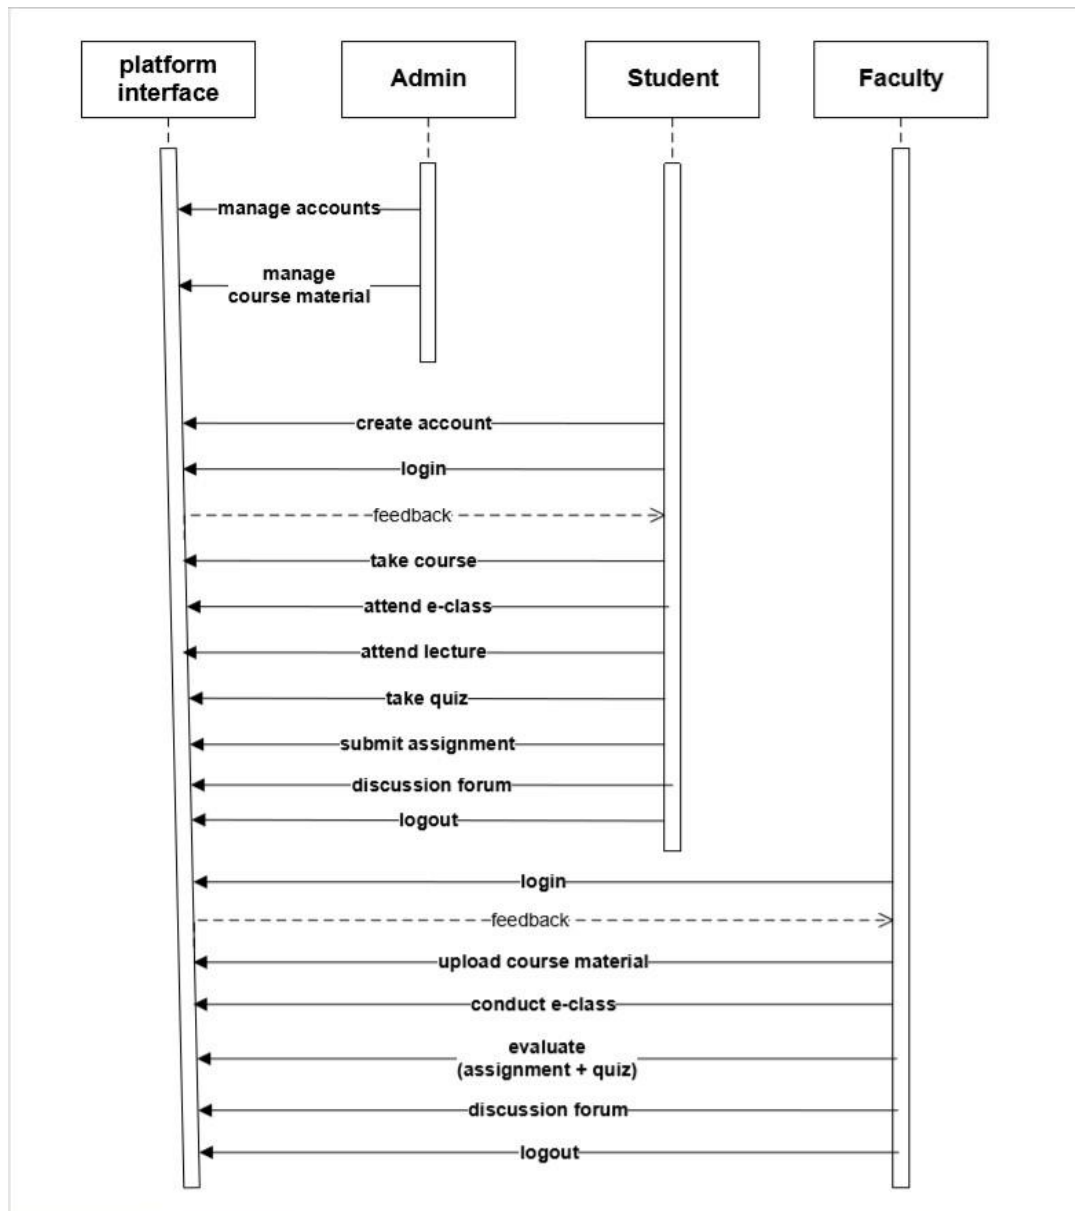 platform
interface
Admin
Student
Faculty
manage accounts
manage
course material
create account
login
feedback
take course
attend e-class
attend lecture
take quiz
submit assignment
discussion forum
logout
login
feedback
upload course material
conduct e-class
evaluate
(assignment + quiz)
discussion forum
logout